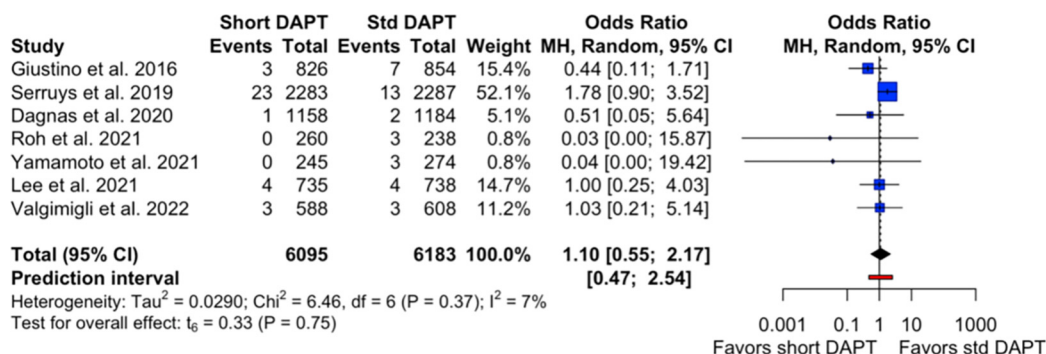 Short DAPT Std DAPT Odds Ratio Odds Ratio
Study Events Total Events Total Weight MH, Random, 95% CI MH, Random, 95% CI
Giustino et al. 2016 3 826 7 854 15.4% 0.44 [0.11; 1.71]
Serruys et al. 2019 23 2283 13 2287 52.1% 1.78 [0.90; 3.52]
Dagnas et al. 2020 1 1158 2 1184 5.1% 0.51 [0.05; 5.64]
Roh et al. 2021 0 260 3 238 0.8% 0.03 [0.00; 15.87]
Yamamoto et al. 2021 0 245 3 274 0.8% 0.04 [0.00; 19.42]
Lee et al. 2021 4 735 4 738 14.7% 1.00 [0.25; 4.03]
Valgimigli et al. 2022 3 588 3 608 11.2% 1.03 [0.21; 5.14]
Total (95% CI) 6095 6183 100.0% 1.10 [0.55; 2.17]
Prediction interval [0.47; 2.54]
Heterogeneity: Tau² = 0.0290; Chi² = 6.46, df = 6 (P = 0.37); I² = 7%
Test for overall effect: t₆ = 0.33 (P = 0.75)
0.001 0.1 1 10 1000
Favors short DAPT Favors std DAPT